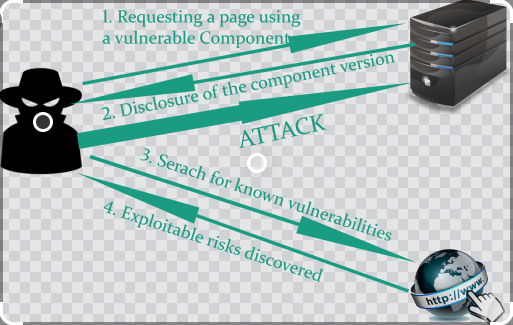 1. Requesting a page using
a vulnerable Component
2. Disclosure of the component version
ATTACK
3. Serach for known vulnerabilities
4. Exploitable risks discovered
http://www.